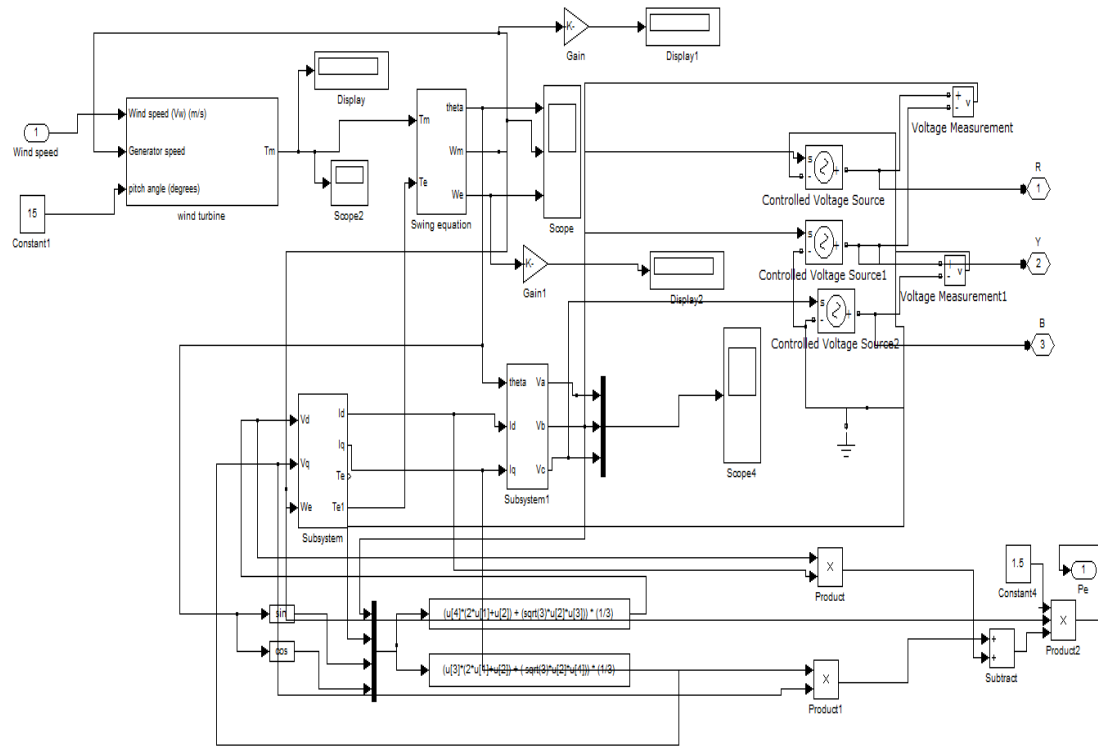 K-
Gain
Display1
Display
Wind speed (Vw) (m/s)
Generator speed
pitch angle (degrees)
Tm
wind turbine
1
Wind speed
15
Constant1
Scope2
Tm
Te
theta
Wm
We
Swing equation
Scope
K-
Gain1
Display2
+
-
v
Voltage Measurement
s
-
+
Controlled Voltage Source
s
-
+
Controlled Voltage Source1
s
-
+
Controlled Voltage Source2
+
-
v
Voltage Measurement1
R
1
Y
2
B
3
Vd
Vq
We
Id
Iq
Te
Te1
Subsystem
theta
Id
Iq
Va
Vb
Vc
Subsystem1
Scope4
sin
cos
(u[4]*(2*u[1]+u[2]) + (sqrt(3)*u[2]*u[3])) * (1/3)
(u[3]*(2*u[1]+u[2]) + ( sqrt(3)*u[2]*u[4])) * (1/3)
X
Product
X
Product1
+
+
Subtract
1.5
Constant4
X
Product2
1
Pe